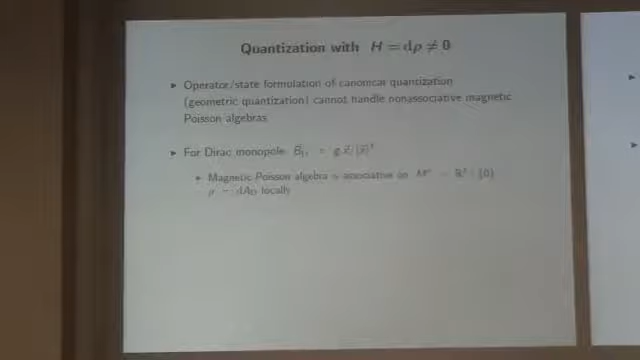 Quantization with H = dρ ≠ 0
▸ Operator/state formulation of canonical quantization
(geometric quantization) cannot handle nonassociative magnetic
Poisson algebras
▸ For Dirac monopole
▸ Magnetic Poisson algebra is associative on
locally